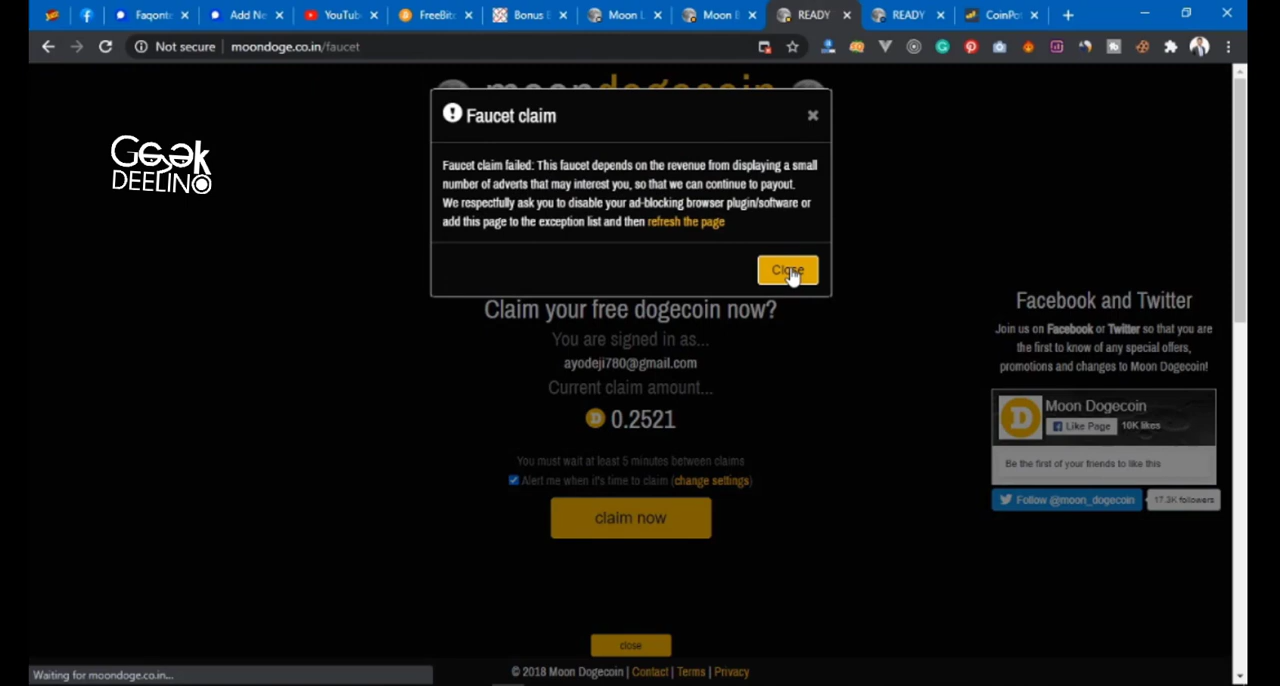 Faqont
Add Ne
YouTub
FreeBit
Bonus
Moon L
Moon
READY
READY
CoinPo
Not secure | moondoge.co.in/faucet
moondogecoin
Geek
DEELINO
Faucet claim
Faucet claim failed: This faucet depends on the revenue from displaying a small
number of adverts that may interest you, so that we can continue to payout.
We respectfully ask you to disable your ad-blocking browser plugin/software or
add this page to the exception list and then refresh the page
Close
Claim your free dogecoin now?
You are signed in as...
ayodeji780@gmail.com
Current claim amount...
0.2521
You must wait at least 5 minutes between claims
Alert me when it's time to claim (change settings)
claim now
Facebook and Twitter
Join us on Facebook or Twitter so that you are
the first to know of any special offers,
promotions and changes to Moon Dogecoin!
Moon Dogecoin
Like Page 10K likes
Be the first of your friends to like this
Follow @moon_dogecoin 17.3K followers
close
© 2018 Moon Dogecoin | Contact | Terms | Privacy
Waiting for moondoge.co.in...